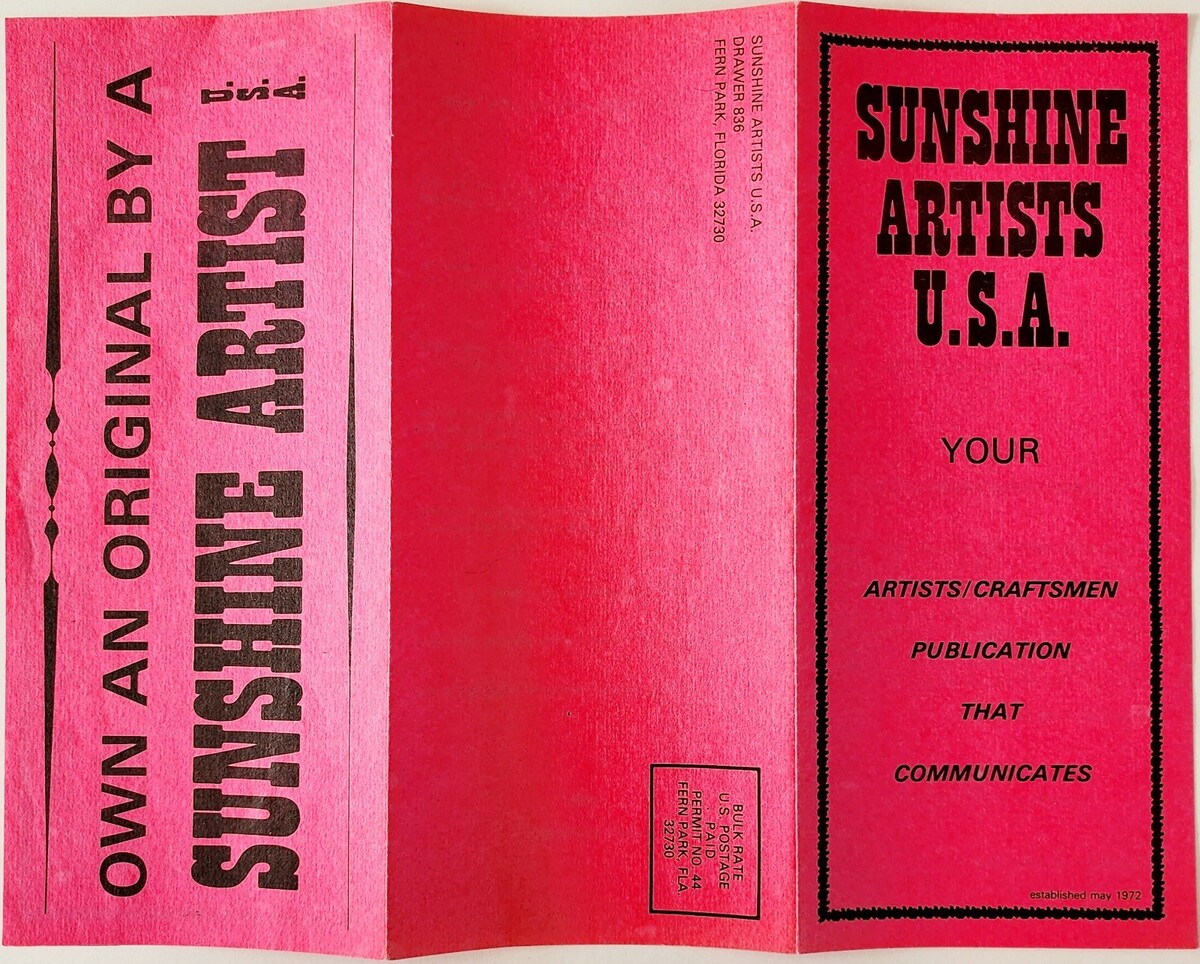 OWN AN ORIGINAL BY A
SUNSHINE ARTIST U.S.A.
SUNSHINE ARTISTS U.S.A.
DRAWER 836
FERN PARK, FLORIDA 32730
BULK RATE
U.S. POSTAGE
PAID
PERMIT NO. 44
FERN PARK, FLA.
32730
SUNSHINE
ARTISTS
U.S.A.
YOUR
ARTISTS/CRAFTSMEN
PUBLICATION
THAT
COMMUNICATES
established may 1972